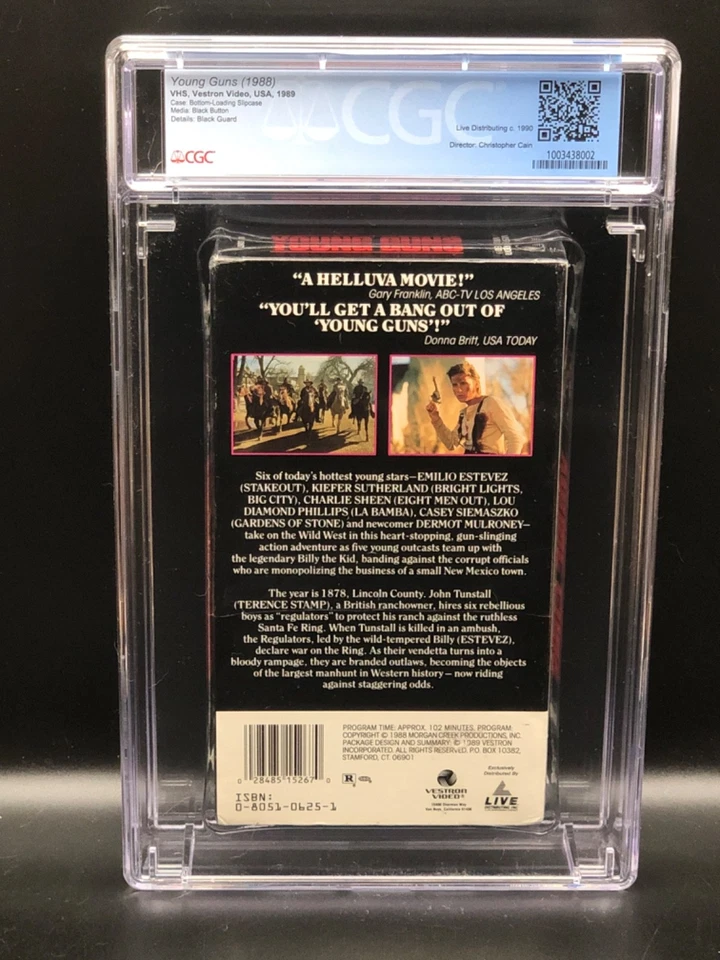 Young Guns (1988)
VHS, Vestron Video, USA, 1989
Case: Bottom-Loading Slipcase
Media: Black Button
Details: Black Guard
CGC
CGC
Live Distributing c. 1990
Director: Christopher Cain
1003438002
YOUNG GUNS
“A HELLUVA MOVIE!”
Gary Franklin, ABC-TV LOS ANGELES
“YOU'LL GET A BANG OUT OF
‘YOUNG GUNS’!”
Donna Britt, USA TODAY
Six of today's hottest young stars—EMILIO ESTEVEZ
(STAKEOUT), KIEFER SUTHERLAND (BRIGHT LIGHTS,
BIG CITY), CHARLIE SHEEN (EIGHT MEN OUT), LOU
DIAMOND PHILLIPS (LA BAMBA), CASEY SIEMASZKO
(GARDENS OF STONE) and newcomer DERMOT MULRONEY—
take on the Wild West in this heart-stopping, gun-slinging
action adventure as five young outcasts team up with
the legendary Billy the Kid, banding against the corrupt officials
who are monopolizing the business of a small New Mexico town.
The year is 1878, Lincoln County. John Tunstall
(TERENCE STAMP), a British ranchowner, hires six rebellious
boys as “regulators” to protect his ranch against the ruthless
Santa Fe Ring. When Tunstall is killed in an ambush,
the Regulators, led by the wild-tempered Billy (ESTEVEZ),
declare war on the Ring. As their vendetta turns into a
bloody rampage, they are branded outlaws, becoming the objects
of the largest manhunt in Western history— now riding
against staggering odds.
PROGRAM TIME: APPROX. 102 MINUTES. PROGRAM
COPYRIGHT © 1988 MORGAN CREEK PRODUCTIONS, INC.
PACKAGE DESIGN AND SUMMARY: © 1989 VESTRON
INCORPORATED. ALL RIGHTS RESERVED. P.O. BOX 10382,
STAMFORD, CT 06901
0 28485 15267 0
ISBN:
0-8051-0625-1
R
VESTRON
VIDEO
Exclusively
Distributed By
LIVE